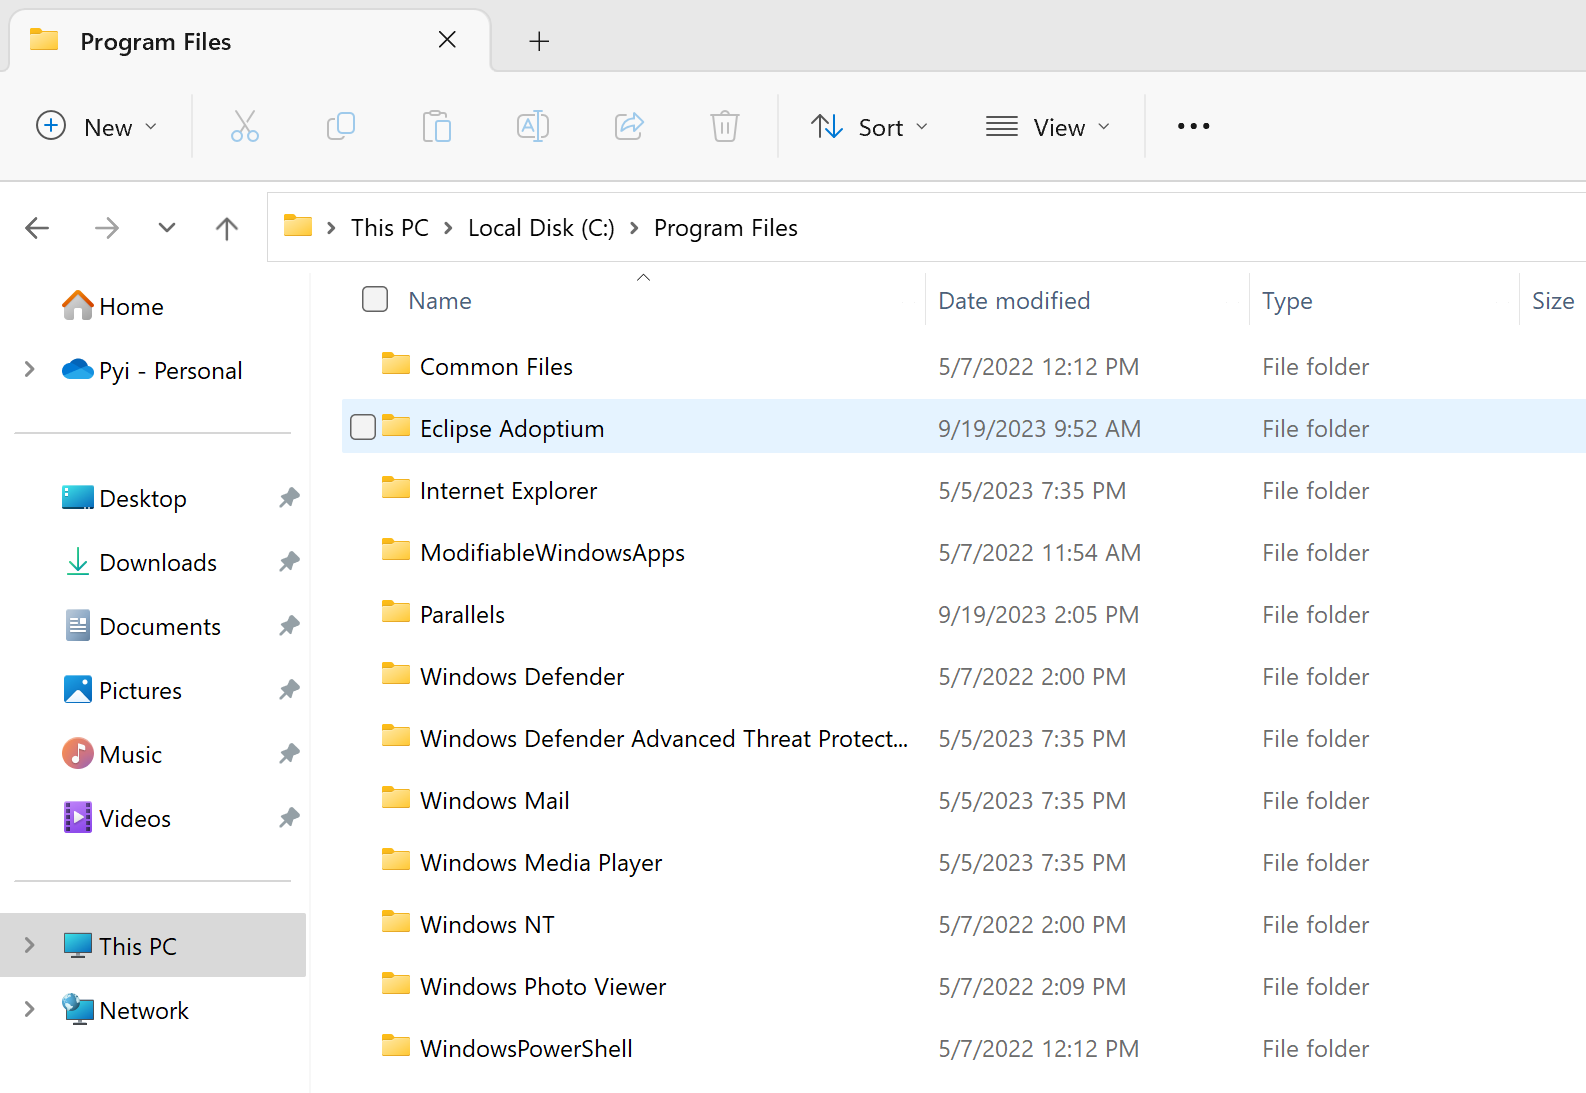 Program Files
New
Sort
View
This PC
Local Disk (C:)
Program Files
Home
Pyi - Personal
Desktop
Downloads
Documents
Pictures
Music
Videos
This PC
Network
Name Date modified Type Size
Common Files 5/7/2022 12:12 PM File folder
Eclipse Adoptium 9/19/2023 9:52 AM File folder
Internet Explorer 5/5/2023 7:35 PM File folder
ModifiableWindowsApps 5/7/2022 11:54 AM File folder
Parallels 9/19/2023 2:05 PM File folder
Windows Defender 5/7/2022 2:00 PM File folder
Windows Defender Advanced Threat Protect... 5/5/2023 7:35 PM File folder
Windows Mail 5/5/2023 7:35 PM File folder
Windows Media Player 5/5/2023 7:35 PM File folder
Windows NT 5/7/2022 2:00 PM File folder
Windows Photo Viewer 5/7/2022 2:09 PM File folder
WindowsPowerShell 5/7/2022 12:12 PM File folder